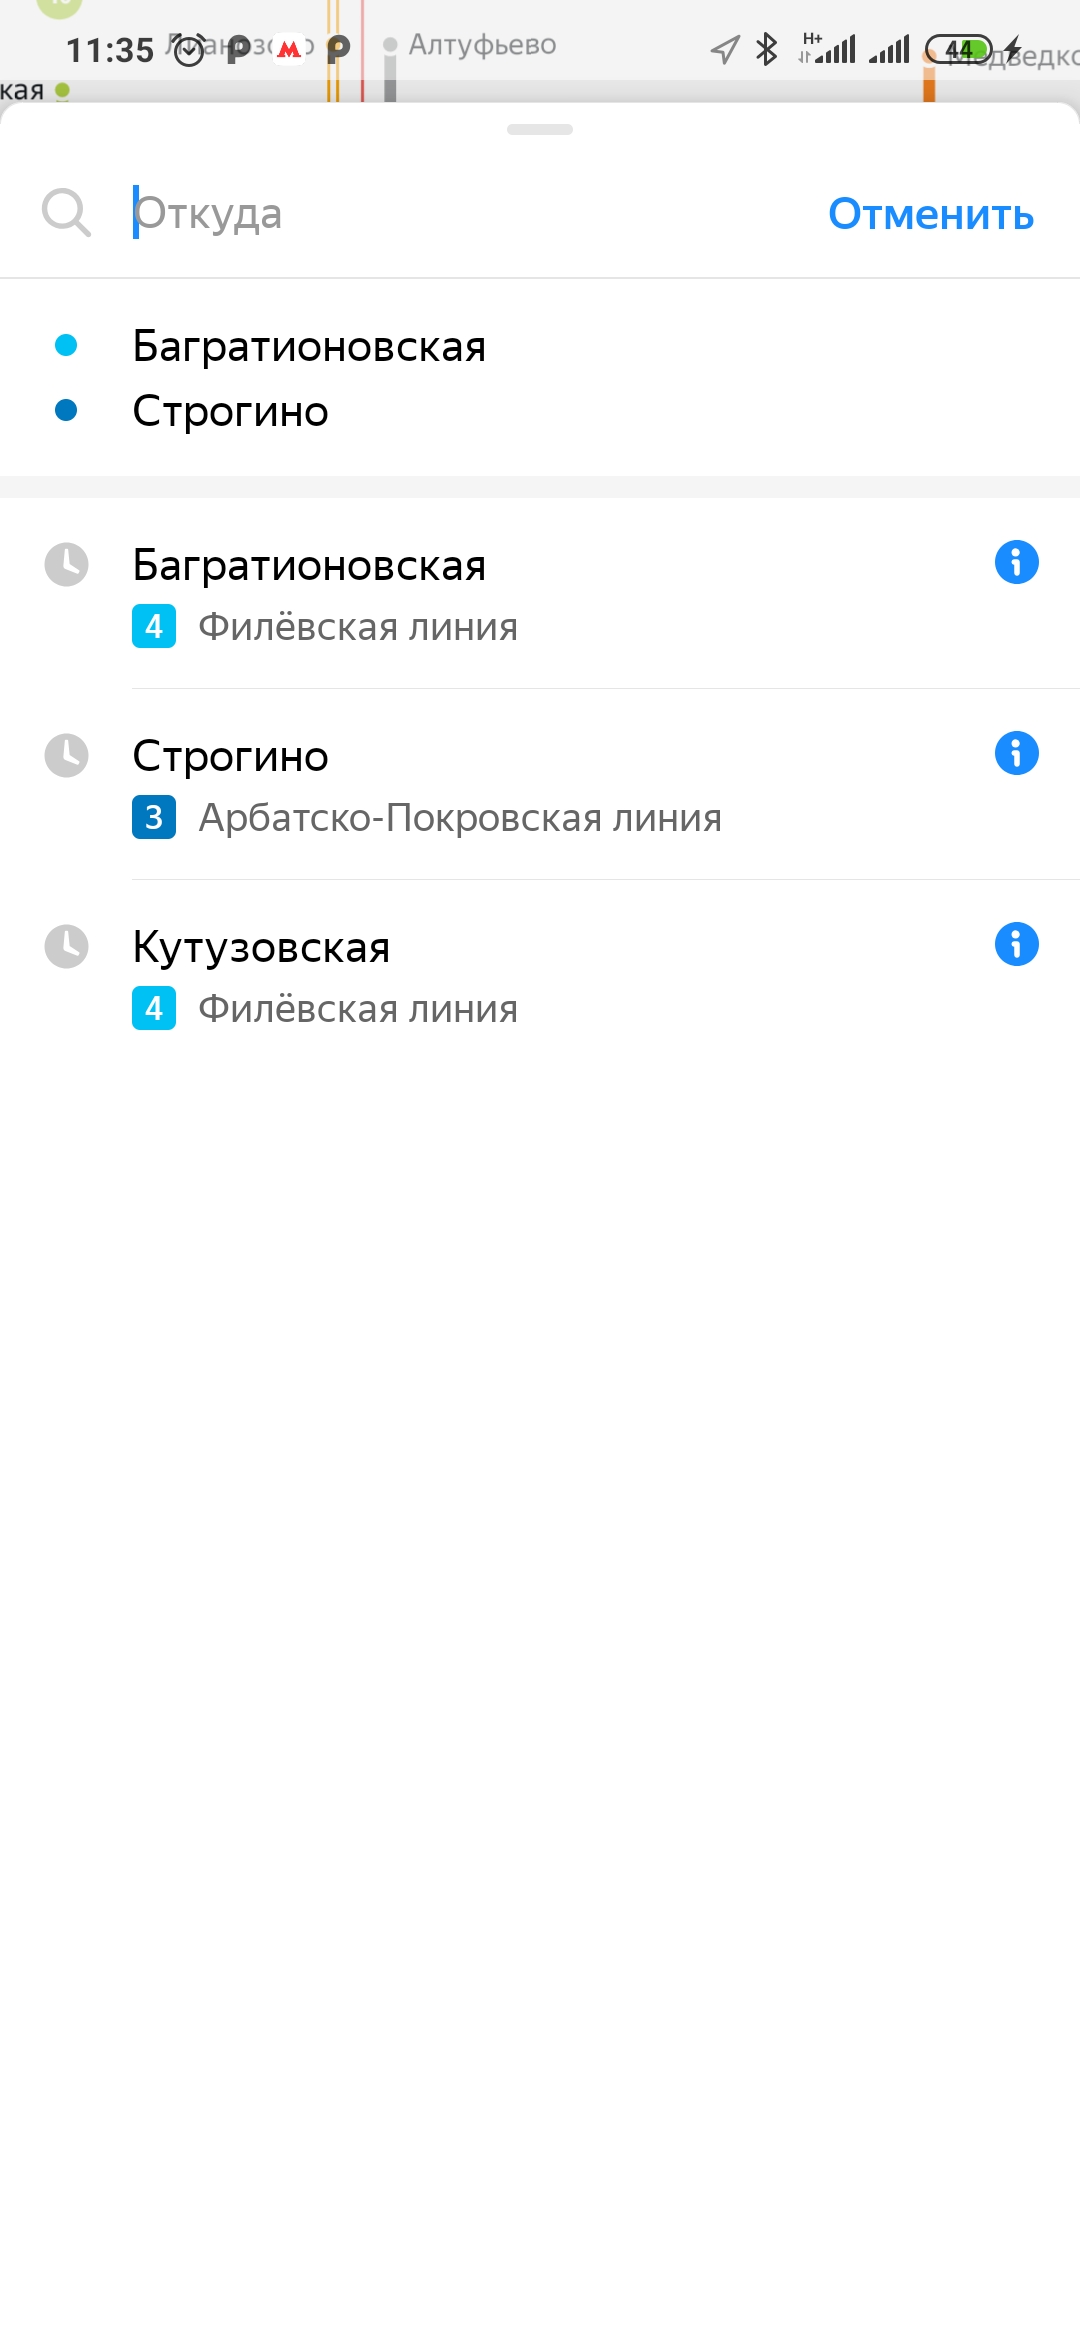 11:35
H+
44
Алтуфьево
кая
Откуда
Отменить
Багратионовская
Строгино
Багратионовская
4 Филёвская линия
Строгино
3 Арбатско-Покровская линия
Кутузовская
4 Филёвская линия